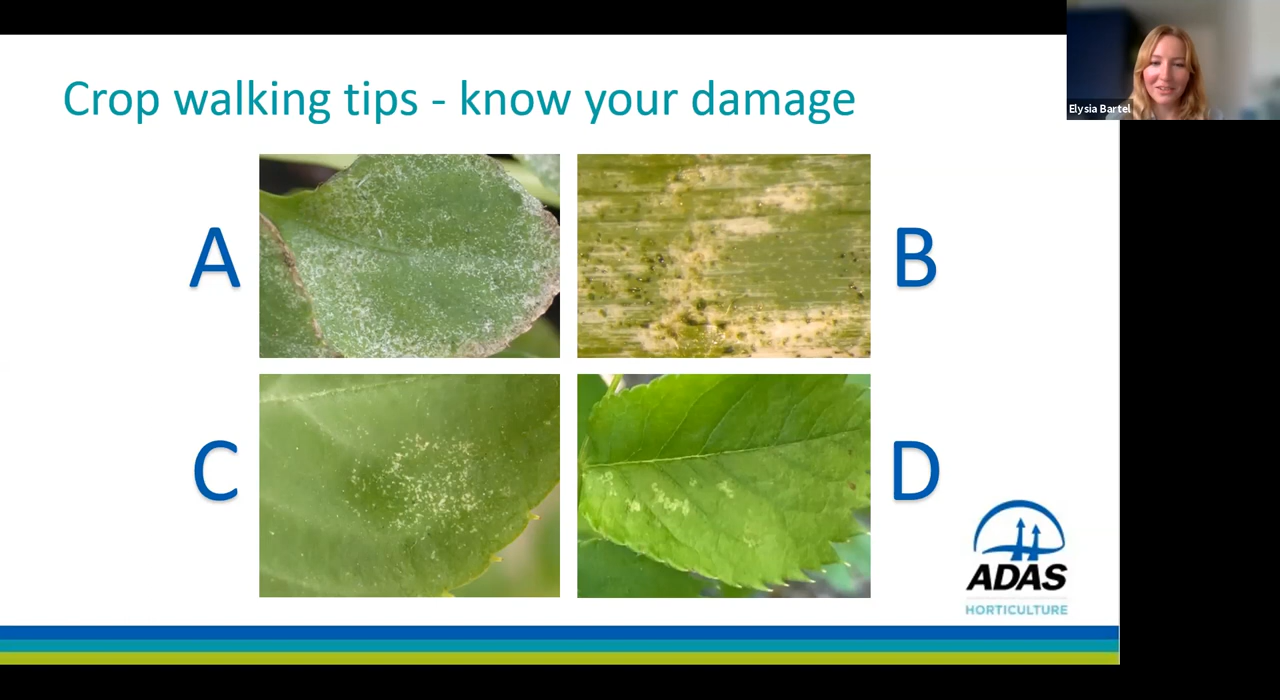 Crop walking tips - know your damage
Elysia Bartel
A
B
C
D
ADAS
HORTICULTURE